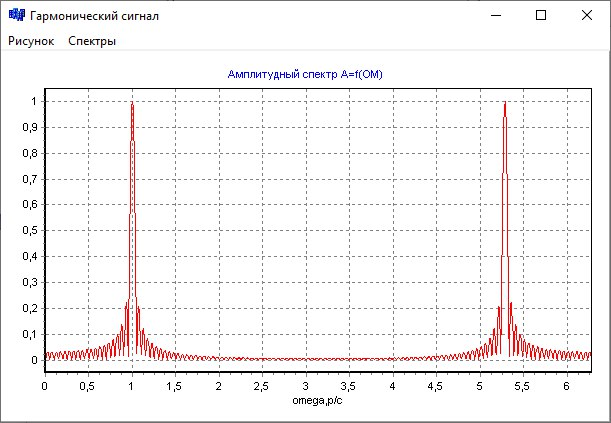 Гармонический сигнал
Рисунок Спектры
Амплитудный спектр A=f(OM)
1
0,9
0,8
0,7
0,6
0,5
0,4
0,3
0,2
0,1
0
0 0,5 1 1,5 2 2,5 3 3,5 4 4,5 5 5,5 6
omega,p/c